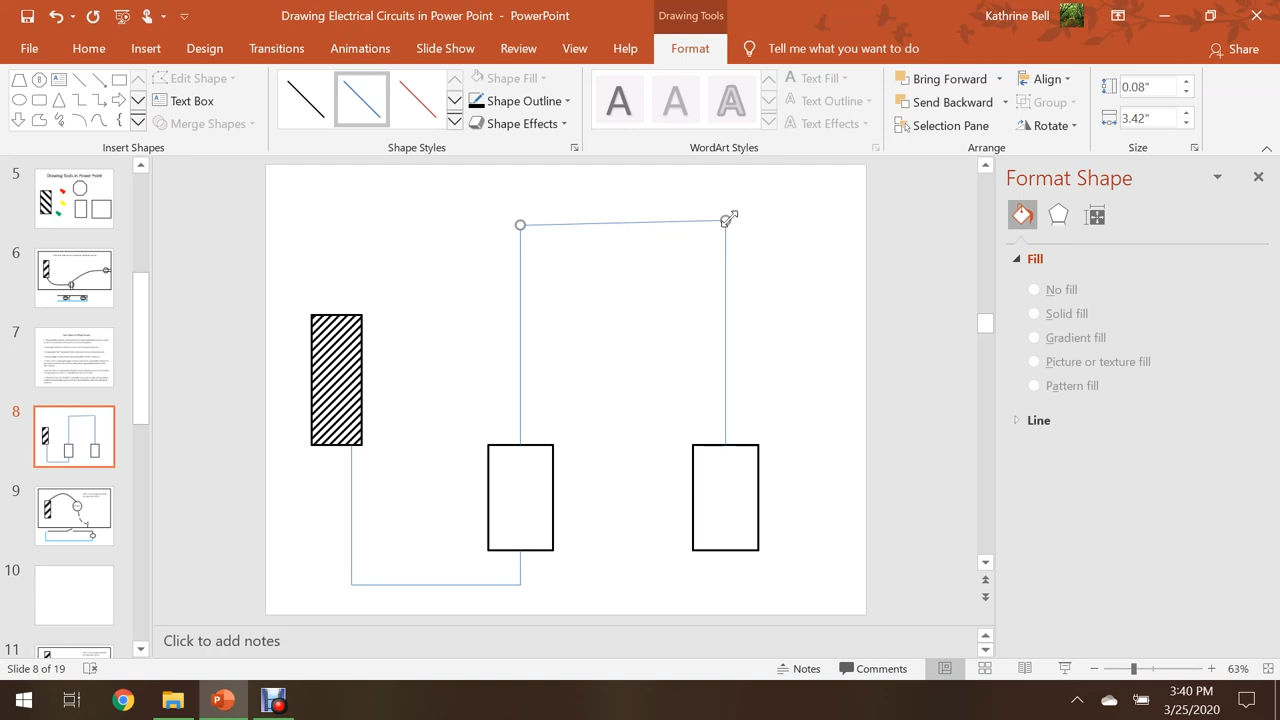 Drawing Electrical Circuits in Power Point - PowerPoint
Drawing Tools
Kathrine Bell
File Home Insert Design Transitions Animations Slide Show Review View Help Format Tell me what you want to do Share
Edit Shape
Text Box
Merge Shapes
Insert Shapes
Shape Fill
Shape Outline
Shape Effects
Shape Styles
A A A
Text Fill
Text Outline
Text Effects
WordArt Styles
Bring Forward
Send Backward
Selection Pane
Align
Group
Rotate
Arrange
0.08"
3.42"
Size
5
Drawing Tools in Power Point
6
7
8
9
10
11
Format Shape
Fill
No fill
Solid fill
Gradient fill
Picture or texture fill
Pattern fill
Line
Click to add notes
Slide 8 of 19
Notes
Comments
63%
3:40 PM
3/25/2020